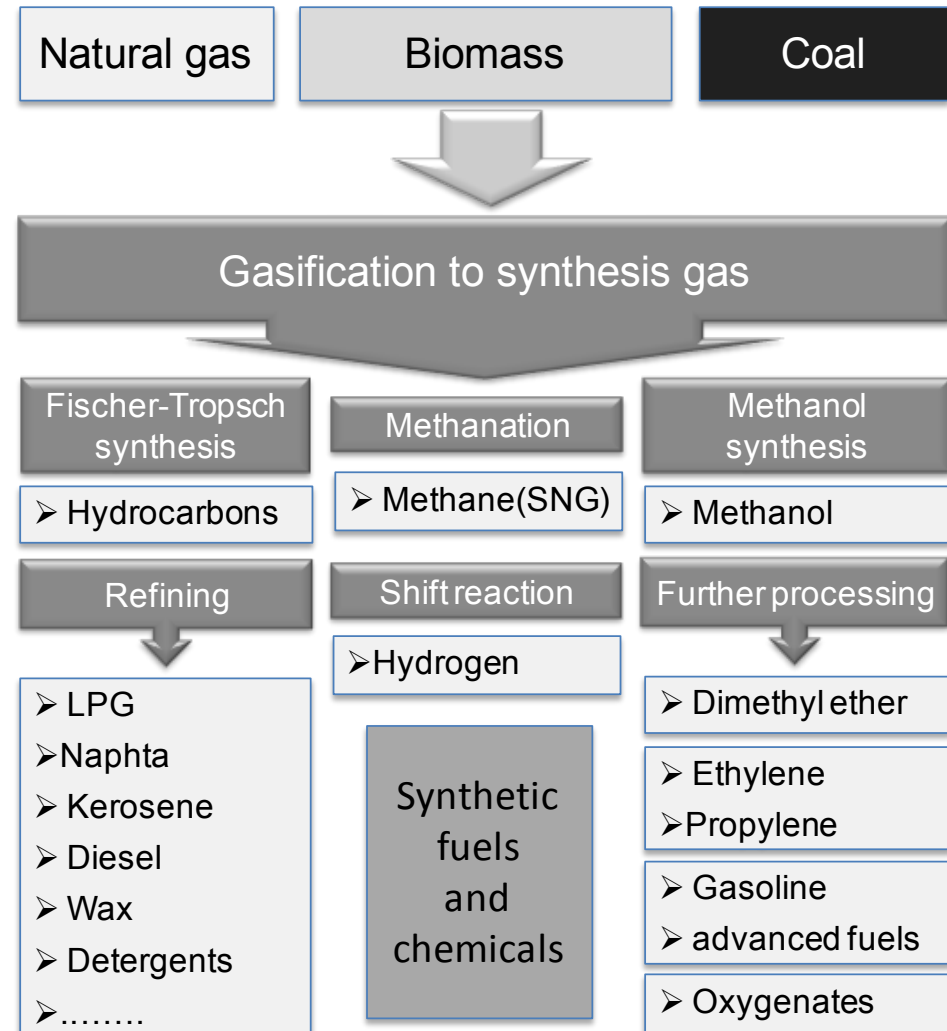 Natural gas
Biomass
Coal
Gasification to synthesis gas
Fischer-Tropsch
synthesis
➢ Hydrocarbons
Refining
➢ LPG
➢Naphta
➢ Kerosene
➢ Diesel
➢ Wax
➢ Detergents
➢........
Methanation
➢ Methane(SNG)
Shift reaction
➢Hydrogen
Synthetic
fuels
and
chemicals
Methanol
synthesis
➢ Methanol
Further processing
➢ Dimethyl ether
➢ Ethylene
➢Propylene
➢ Gasoline
➢ advanced fuels
➢ Oxygenates